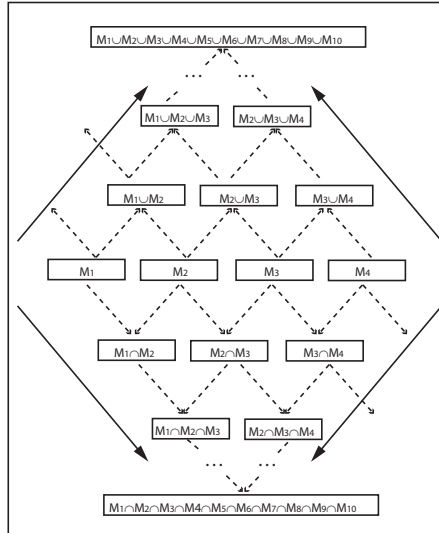 M1∪M2∪M3∪M4∪M5∪M6∪M7∪M8∪M9∪M10
... ...
M1∪M2∪M3 M2∪M3∪M4
M1∪M2 M2∪M3 M3∪M4
M1 M2 M3 M4
M1∩M2 M2∩M3 M3∩M4
M1∩M2∩M3 M2∩M3∩M4
... ...
M1∩M2∩M3∩M4∩M5∩M6∩M7∩M8∩M9∩M10